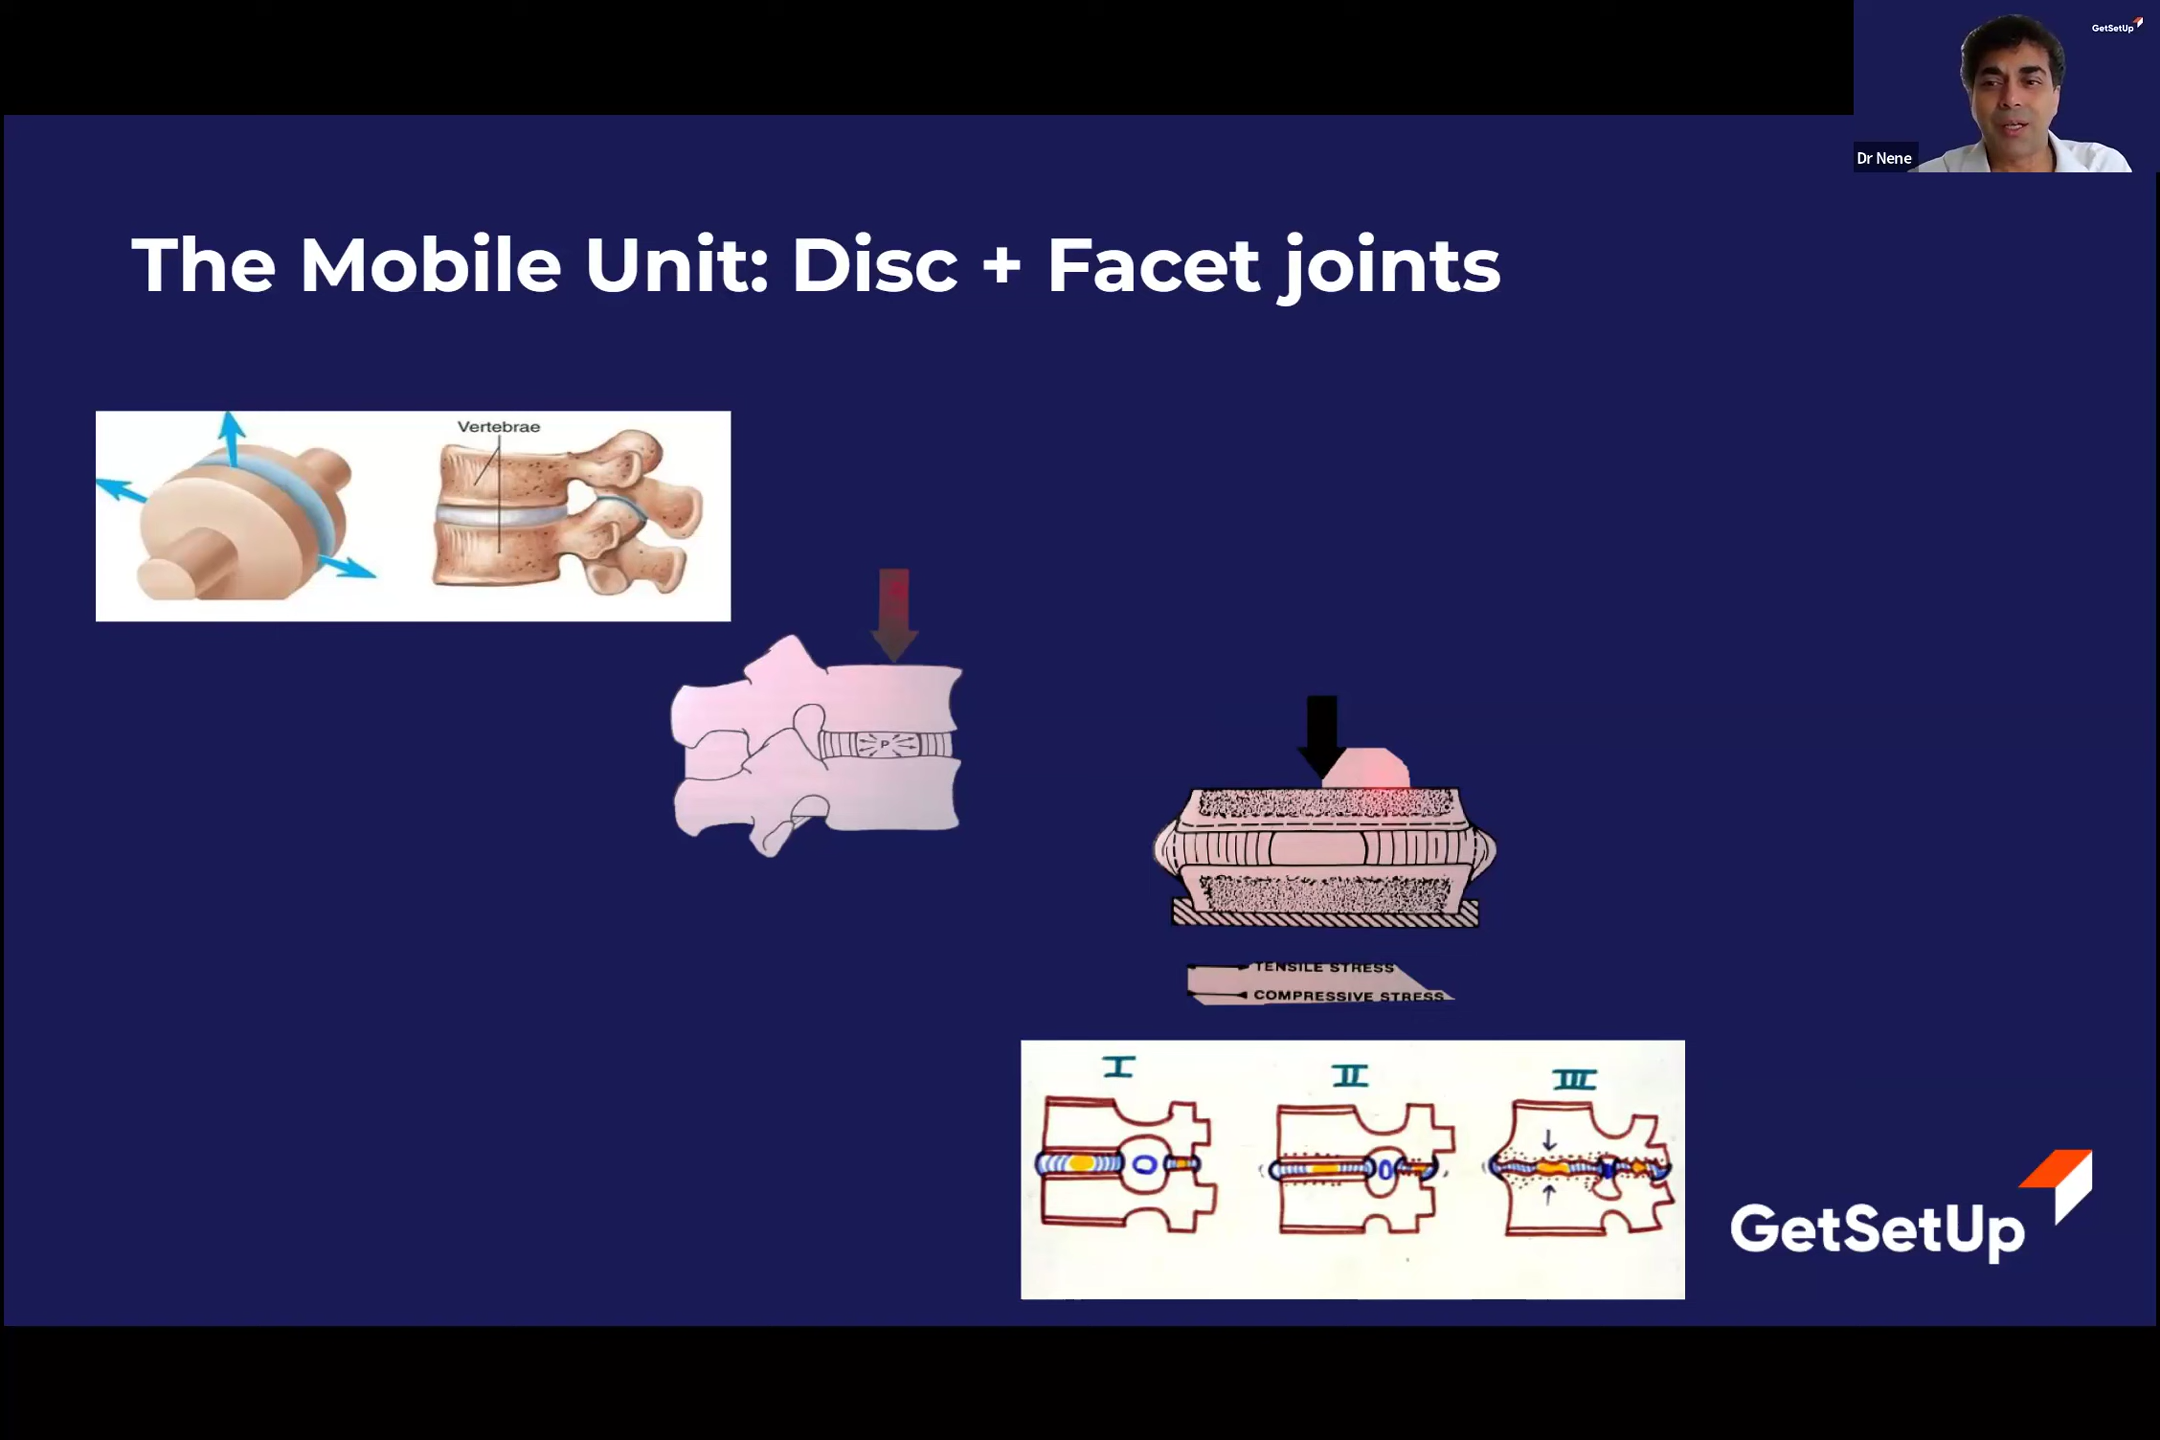 GetSetUp
Dr Nene
The Mobile Unit: Disc + Facet joints
Vertebrae
P
TENSILE STRESS
COMPRESSIVE STRESS
I
II
III
GetSetUp